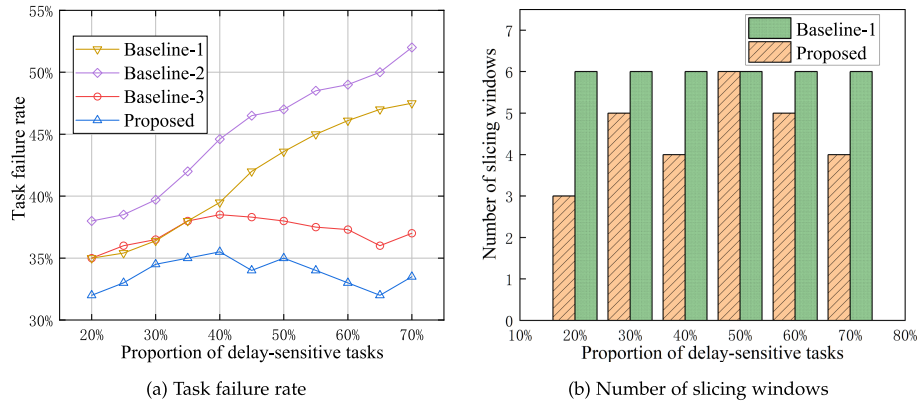 55%
50%
45%
40%
35%
30%
Task failure rate
Baseline-1
Baseline-2
Baseline-3
Proposed
20% 30% 40% 50% 60% 70%
Proportion of delay-sensitive tasks
(a) Task failure rate
7
6
5
4
3
2
1
0
Number of slicing windows
Baseline-1
Proposed
10% 20% 30% 40% 50% 60% 70% 80%
Proportion of delay-sensitive tasks
(b) Number of slicing windows